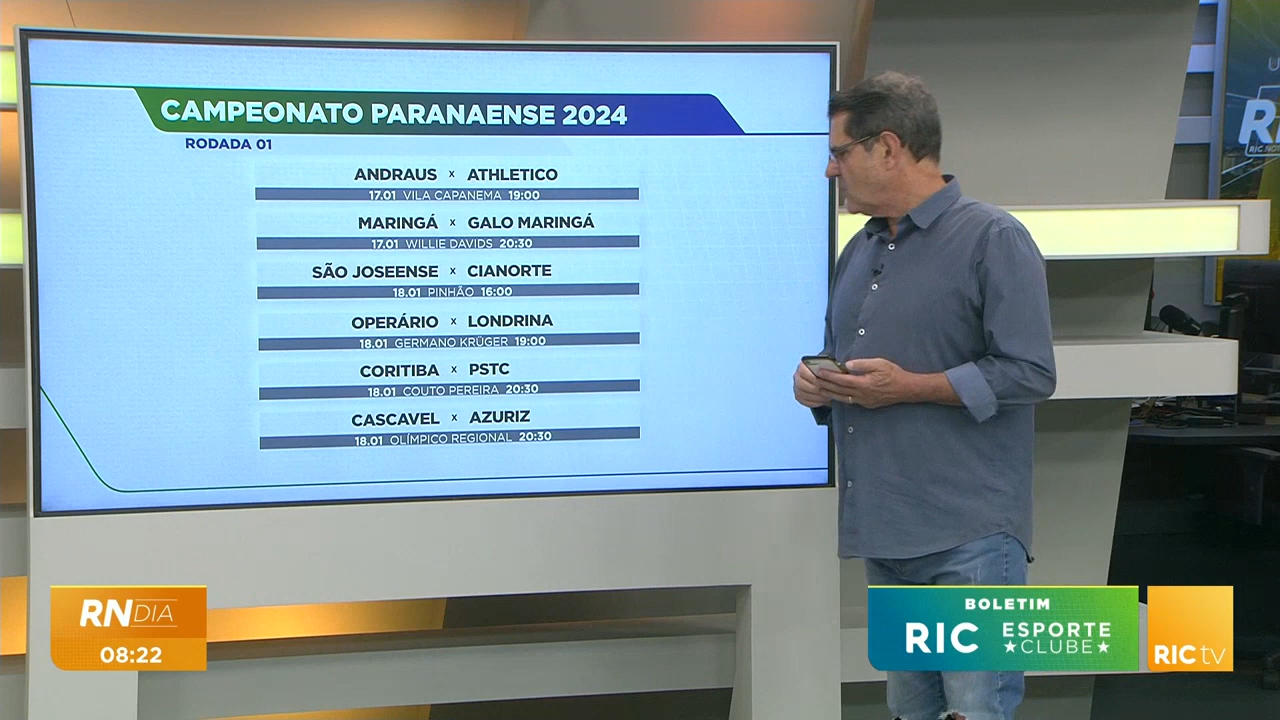 CAMPEONATO PARANAENSE 2024
RODADA 01
ANDRAUS x ATHLETICO
17.01 VILA CAPANEMA 19:00
MARINGÁ x GALO MARINGÁ
17.01 WILLIE DAVIDS 20:30
SÃO JOSEENSE x CIANORTE
18.01 PINHÃO 16:00
OPERÁRIO x LONDRINA
18.01 GERMANO KRÜGER 19:00
CORITIBA x PSTC
18.01 COUTO PEREIRA 20:30
CASCAVEL x AZURIZ
18.01 OLÍMPICO REGIONAL 20:30
RN DIA
08:22
BOLETIM
RIC ESPORTE
★CLUBE★
RIC tv